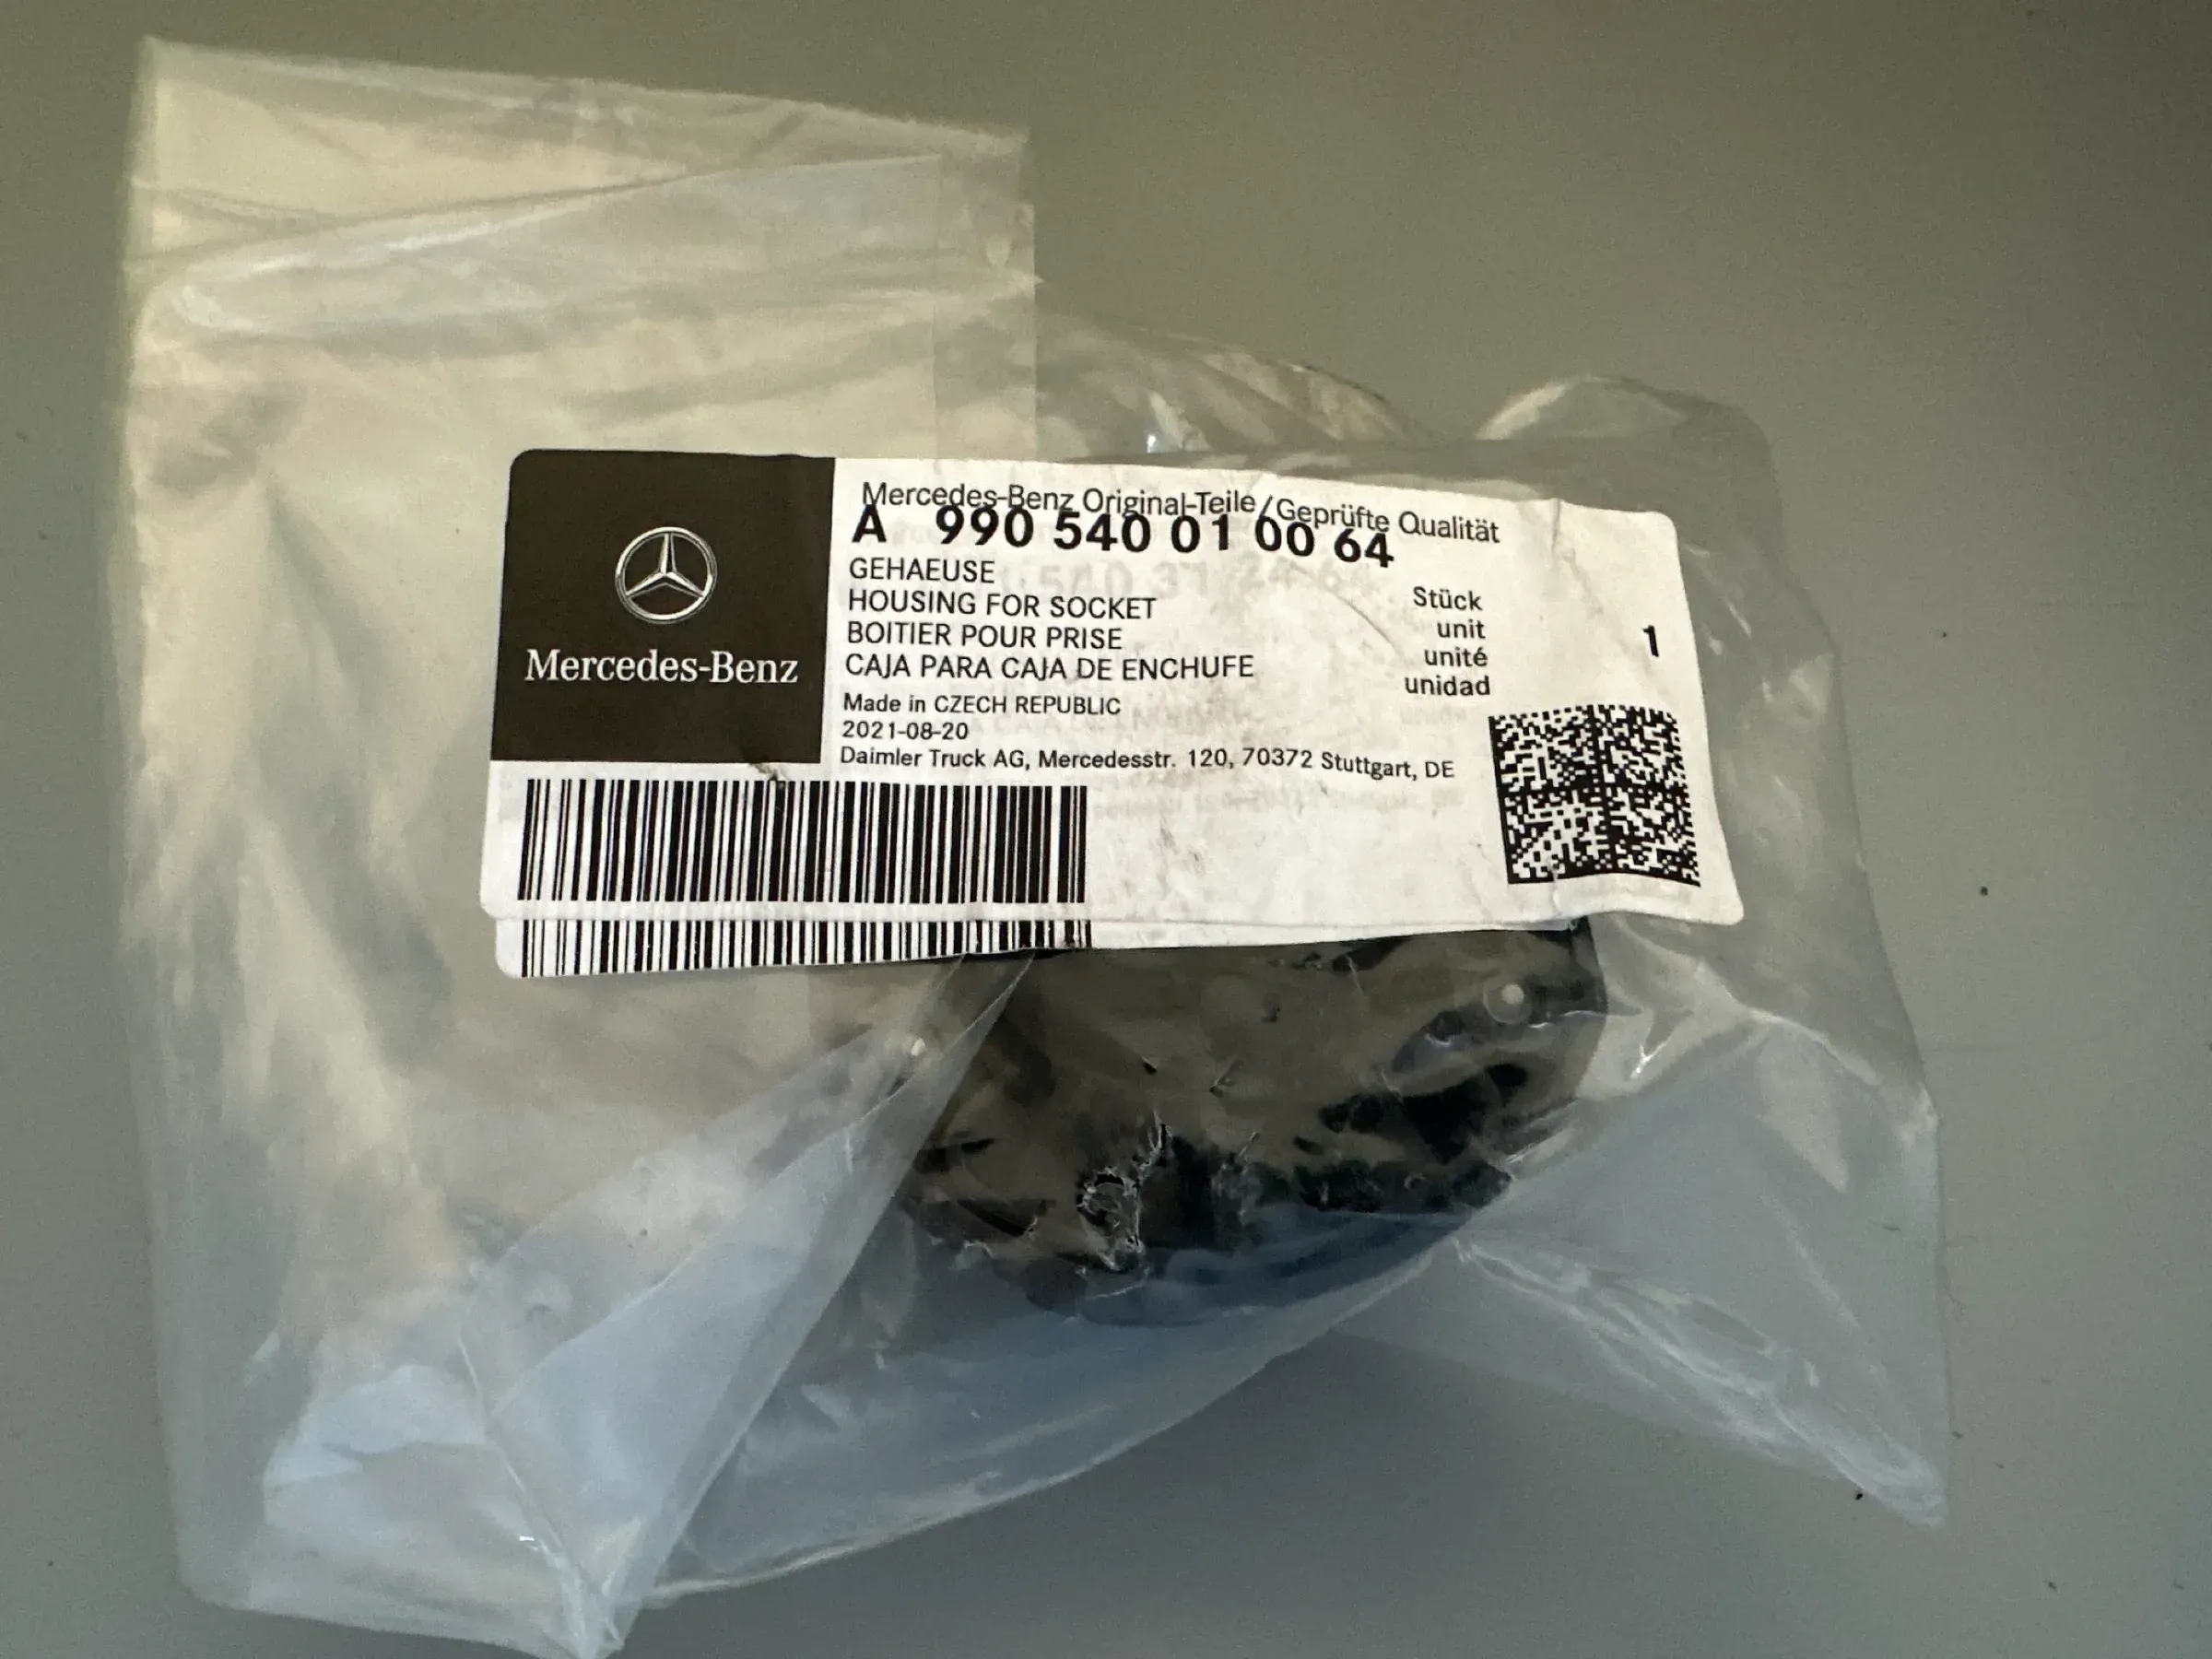 Mercedes-Benz Original-Teile/Geprüfte Qualität
A 990 540 01 00 64
GEHAEUSE
HOUSING FOR SOCKET
BOITIER POUR PRISE
CAJA PARA CAJA DE ENCHUFE
Stück
unit
unité
unidad
1
Made in CZECH REPUBLIC
2021-08-20
Daimler Truck AG, Mercedesstr. 120, 70372 Stuttgart, DE
Mercedes-Benz